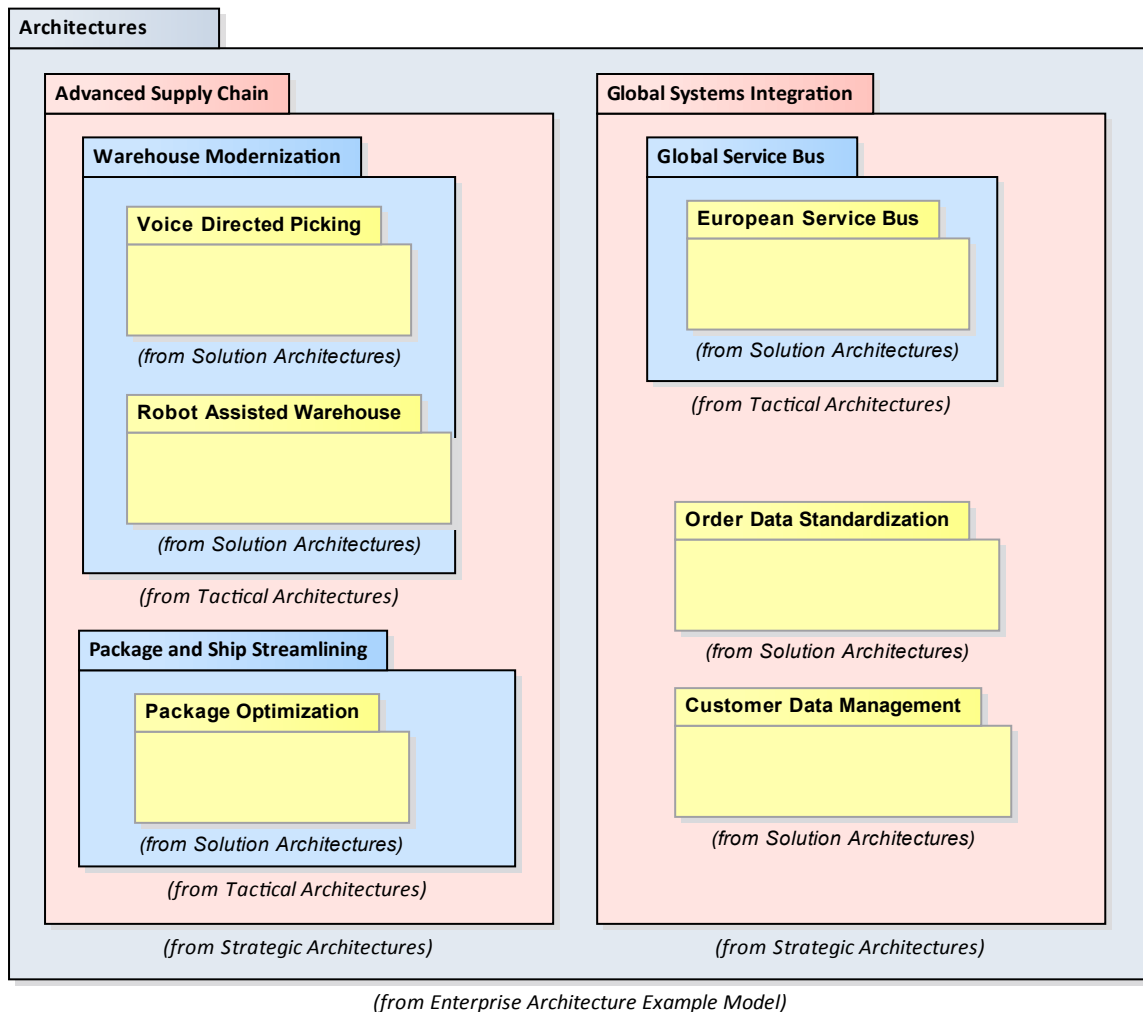 Architectures
Advanced Supply Chain
Warehouse Modernization
Voice Directed Picking
(from Solution Architectures)
Robot Assisted Warehouse
(from Solution Architectures)
(from Tactical Architectures)
Package and Ship Streamlining
Package Optimization
(from Solution Architectures)
(from Tactical Architectures)
(from Strategic Architectures)
Global Systems Integration
Global Service Bus
European Service Bus
(from Solution Architectures)
(from Tactical Architectures)
Order Data Standardization
(from Solution Architectures)
Customer Data Management
(from Solution Architectures)
(from Strategic Architectures)
(from Enterprise Architecture Example Model)